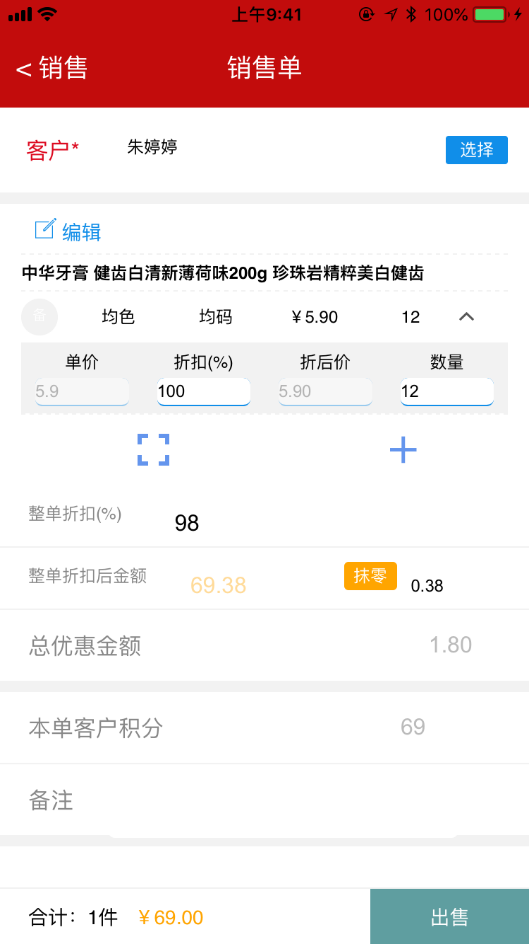 上午9:41 100%
< 销售 销售单
客户* 朱婷婷 选择
编辑
中华牙膏 健齿白清新薄荷味200g 珍珠岩精粹美白健齿
备 均色 均码 ￥5.90 12
单价 折扣(%) 折后价 数量
5.9 100 5.90 12
整单折扣(%) 98
整单折扣后金额 69.38 抹零 0.38
总优惠金额 1.80
本单客户积分 69
备注
合计：1件 ￥69.00 出售